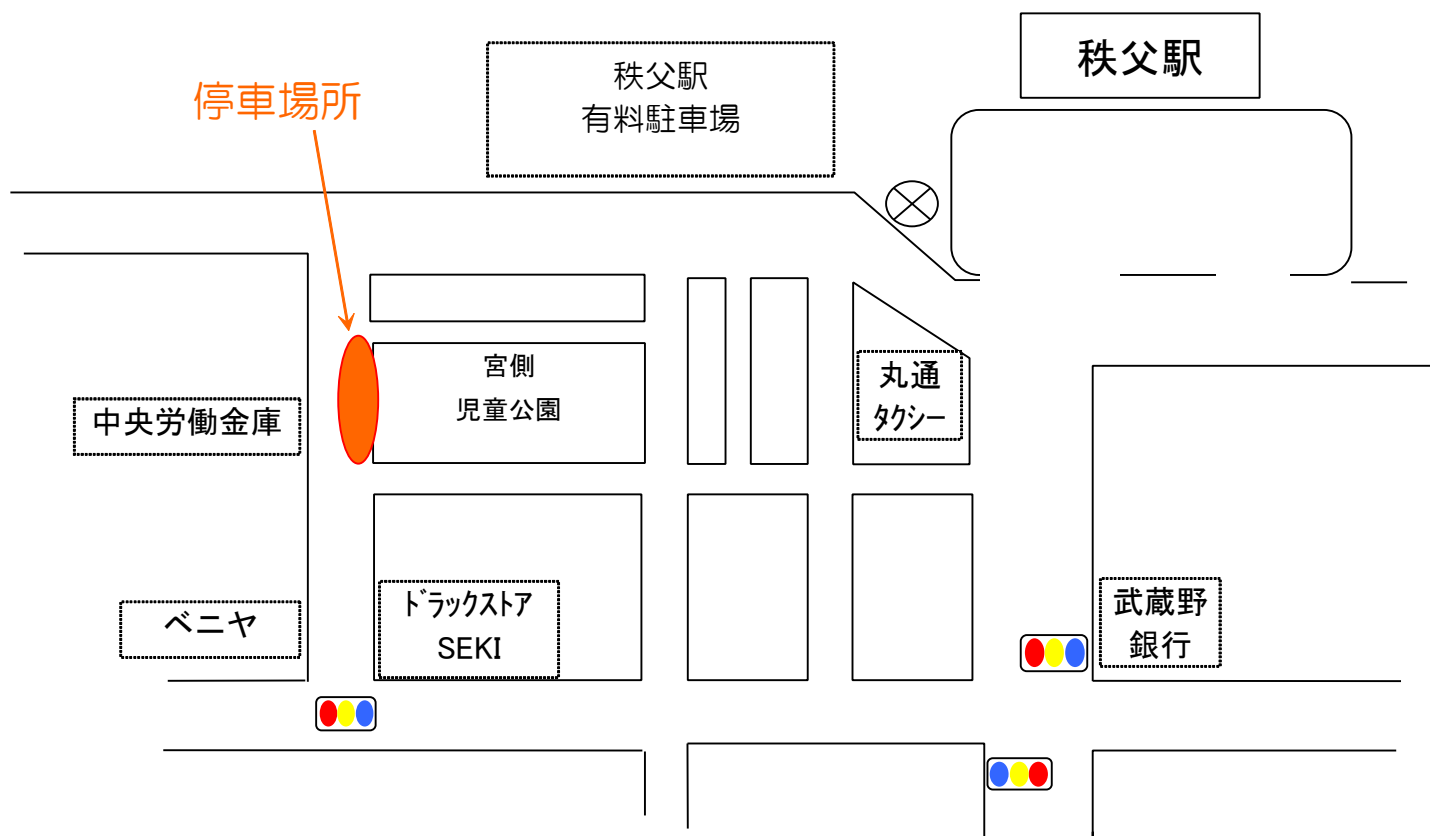 秩父駅
秩父駅
有料駐車場
停車場所
宮側
児童公園
丸通
ﾀｸｼｰ
中央労働金庫
ﾄﾞﾗｯｸｽﾄｱ
SEKI
武蔵野
銀行
ベニヤ